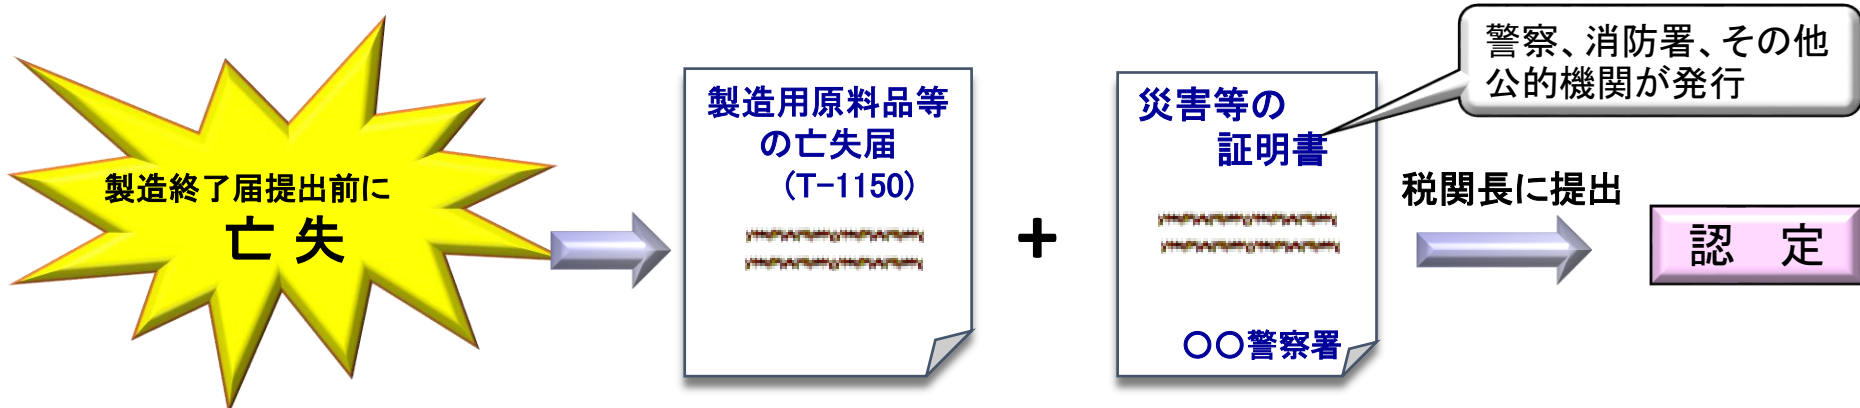 製造終了届提出前に
亡 失
製造用原料品等
の亡失届
(T-1150)
+
災害等の
証明書
〇〇警察署
警察、消防署、その他
公的機関が発行
税関長に提出
認 定